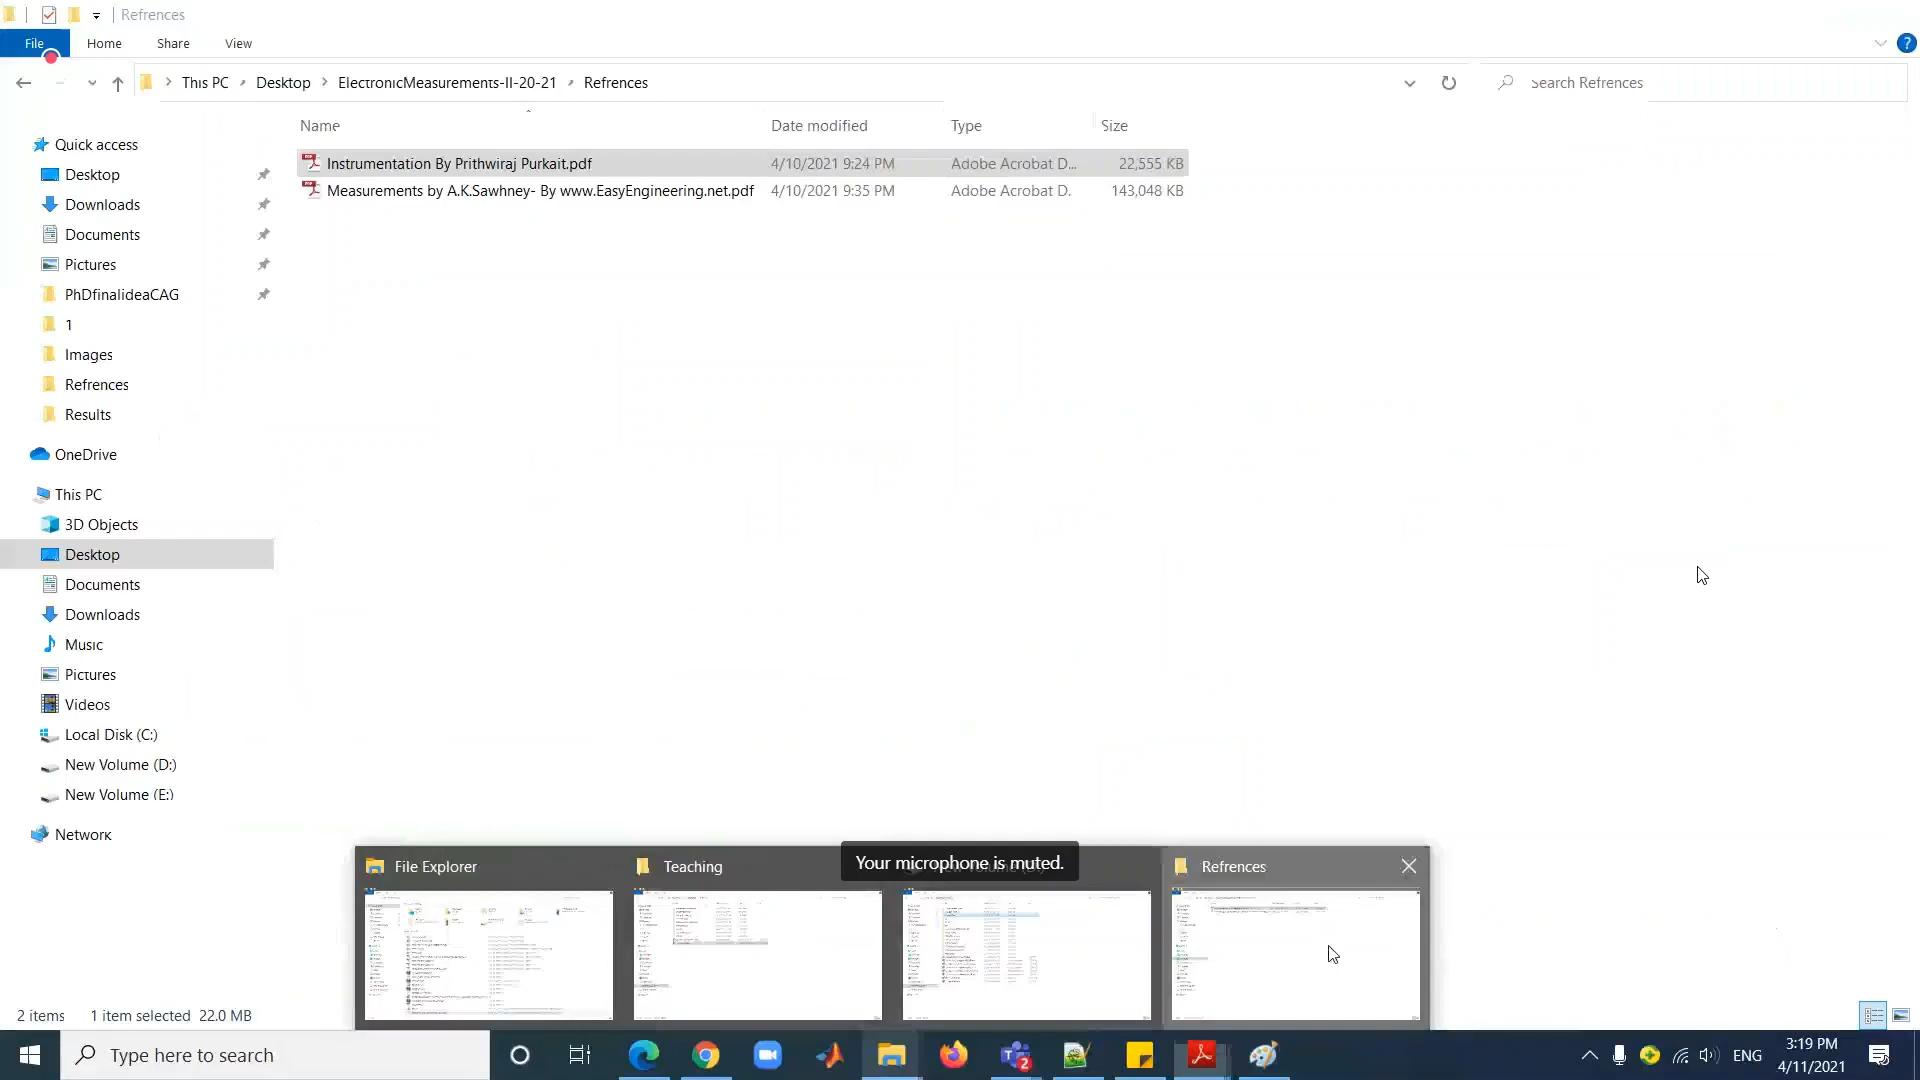 Refrences
File
Home
Share
View
This PC
Desktop
ElectronicMeasurements-II-20-21
Refrences
Search Refrences
Name
Date modified
Type
Size
Instrumentation By Prithwiraj Purkait.pdf
4/10/2021 9:24 PM
Adobe Acrobat D...
22,555 KB
Measurements by A.K.Sawhney- By www.EasyEngineering.net.pdf
4/10/2021 9:35 PM
Adobe Acrobat D.
143,048 KB
Quick access
Desktop
Downloads
Documents
Pictures
PhDfinalideaCAG
1
Images
Refrences
Results
OneDrive
This PC
3D Objects
Desktop
Documents
Downloads
Music
Pictures
Videos
Local Disk (C:)
New Volume (D:)
New Volume (E:)
Network
File Explorer
Teaching
Your microphone is muted.
Refrences
2 items
1 item selected 22.0 MB
Type here to search
2
ENG
3:19 PM
4/11/2021